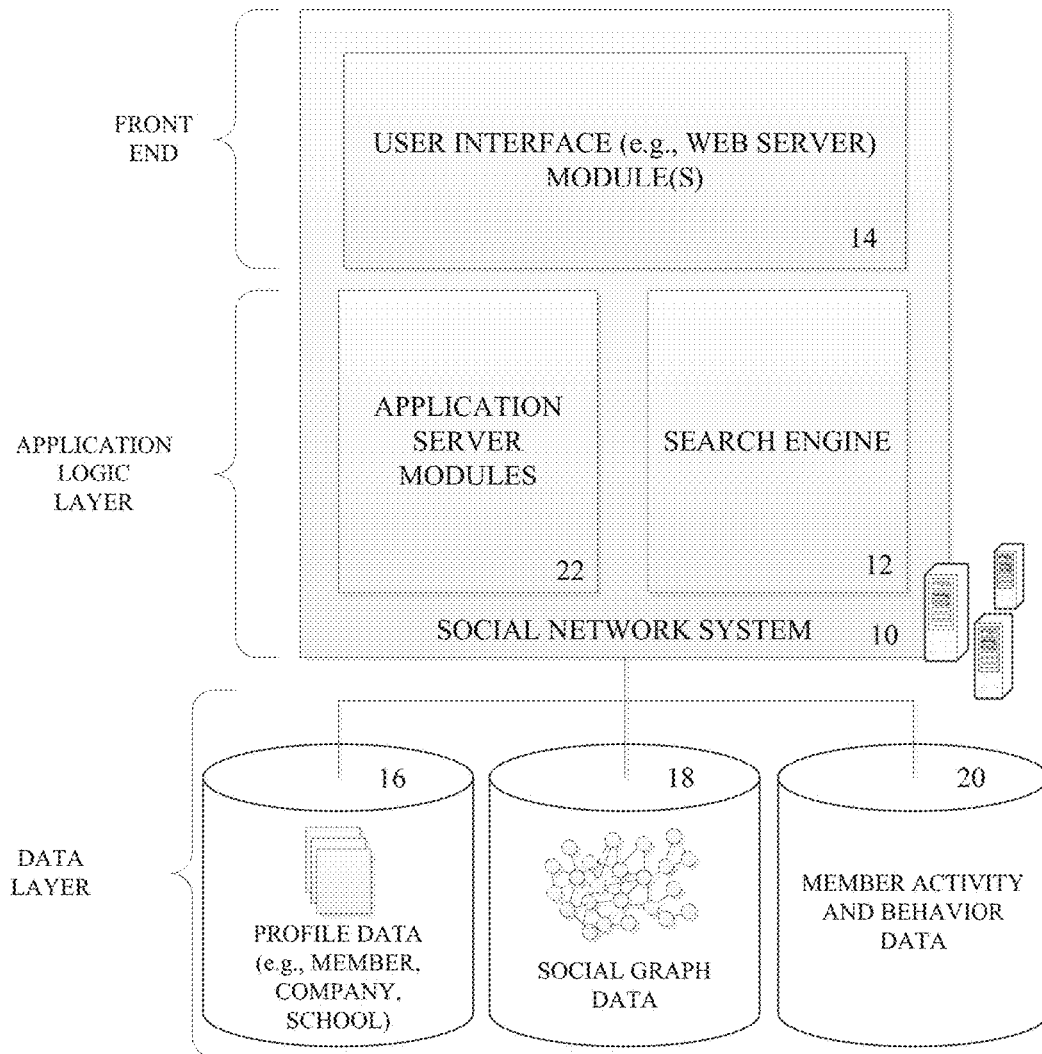 FRONT
END
USER INTERFACE (e.g., WEB SERVER)
MODULE(S)
14
APPLICATION
LOGIC
LAYER
APPLICATION
SERVER
MODULES
22
SEARCH ENGINE
12
SOCIAL NETWORK SYSTEM
10
DATA
LAYER
16
PROFILE DATA
(e.g., MEMBER,
COMPANY,
SCHOOL)
18
SOCIAL GRAPH
DATA
20
MEMBER ACTIVITY
AND BEHAVIOR
DATA